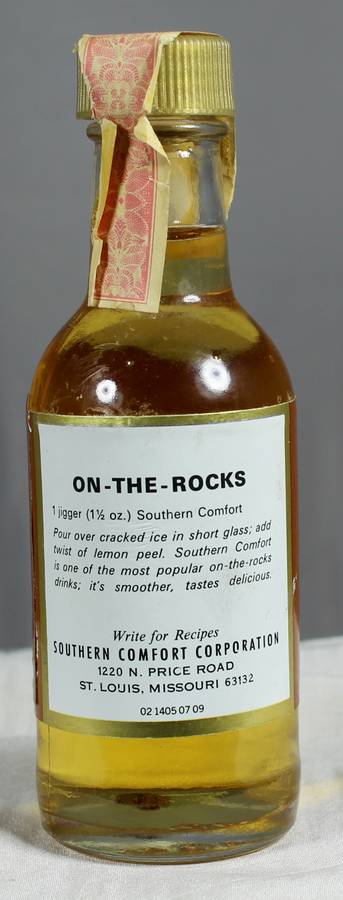 ON-THE-ROCKS
1 jigger (1½ oz.) Southern Comfort
Pour over cracked ice in short glass; add
twist of lemon peel. Southern Comfort
is one of the most popular on-the-rocks
drinks; it's smoother, tastes delicious.
Write for Recipes
SOUTHERN COMFORT CORPORATION
1220 N. PRICE ROAD
ST. LOUIS, MISSOURI 63132
02 1405 07 09